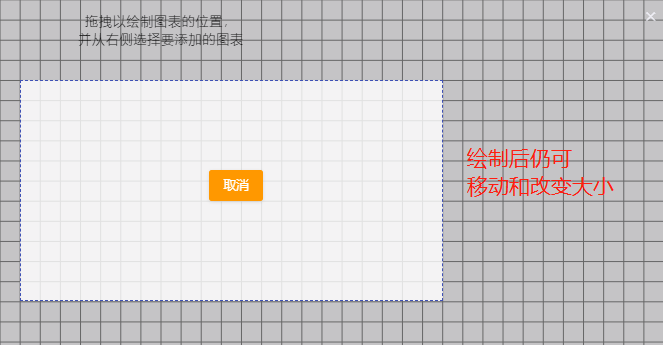 拖拽以绘制图表的位置，
并从右侧选择要添加的图表
绘制后仍可
移动和改变大小
取消